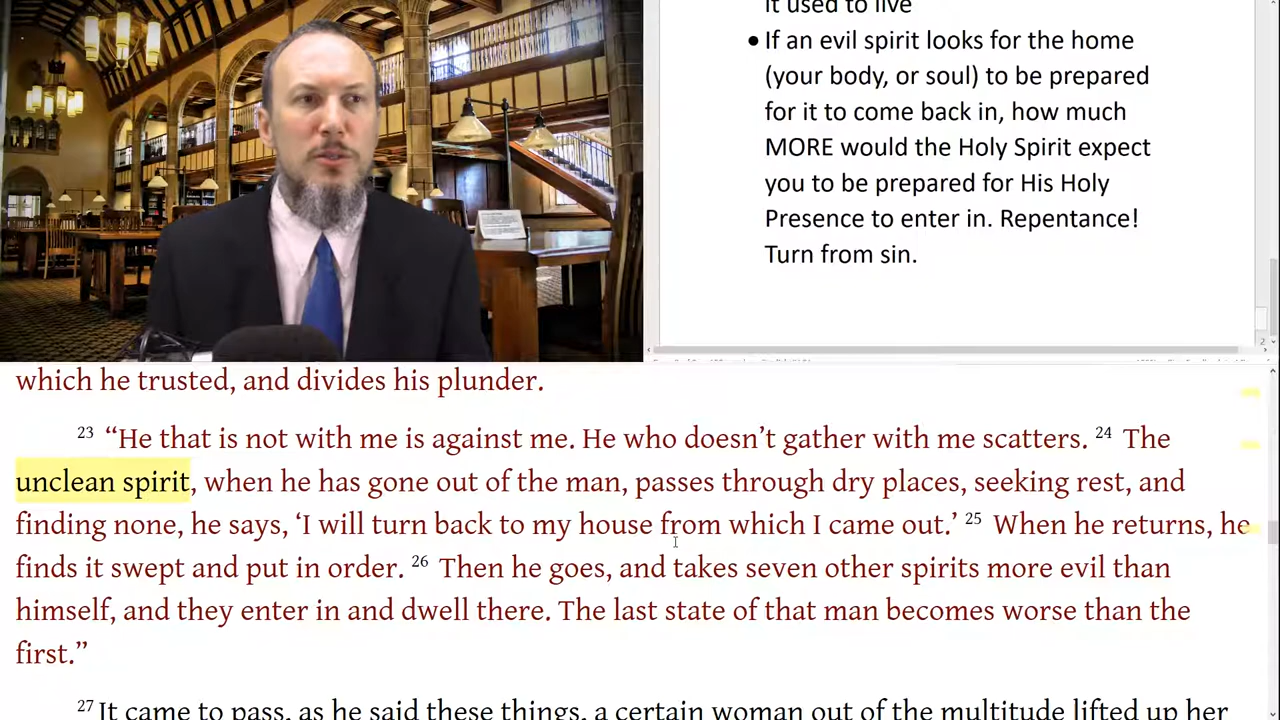 it used to live
• If an evil spirit looks for the home
(your body, or soul) to be prepared
for it to come back in, how much
MORE would the Holy Spirit expect
you to be prepared for His Holy
Presence to enter in. Repentance!
Turn from sin.
2
which he trusted, and divides his plunder.
23 “He that is not with me is against me. He who doesn’t gather with me scatters. 24 The
unclean spirit, when he has gone out of the man, passes through dry places, seeking rest, and
finding none, he says, ‘I will turn back to my house from which I came out.’ 25 When he returns, he
finds it swept and put in order. 26 Then he goes, and takes seven other spirits more evil than
himself, and they enter in and dwell there. The last state of that man becomes worse than the
first.”
27 It came to pass, as he said these things, a certain woman out of the multitude lifted up her